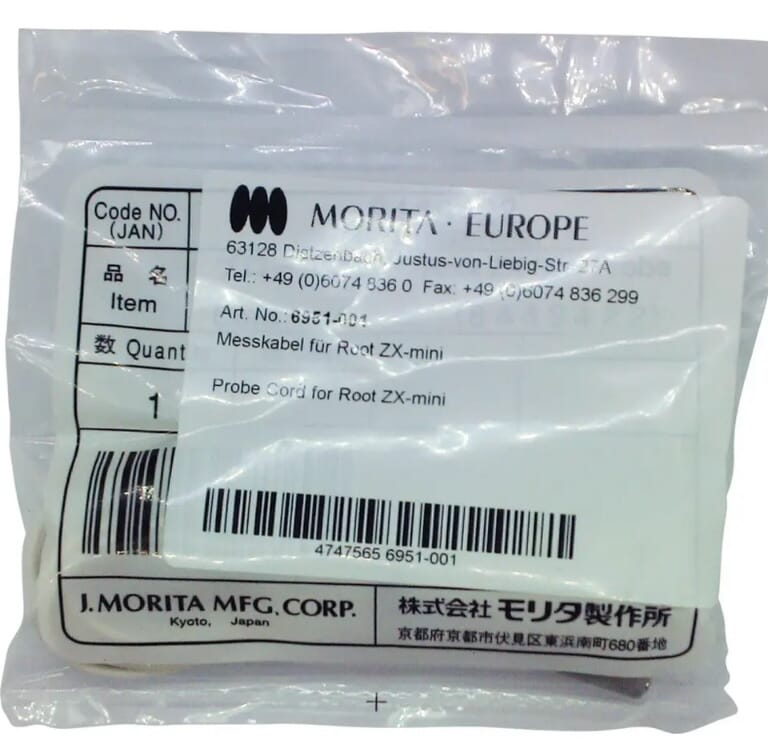 Code NO.
(JAN)
品 名
Item
数 Quant
1
MORITA · EUROPE
63128 Dietzenbach, Justus-von-Liebig-Str. 27A
Tel.: +49 (0)6074 836 0 Fax: +49 (0)6074 836 299
Art. No.: 6951-001
Messkabel für Root ZX-mini
Probe Cord for Root ZX-mini
4747565 6951-001
J. MORITA MFG. CORP.
Kyoto, Japan
株式会社 モリタ製作所
京都府京都市伏見区東浜南町680番地